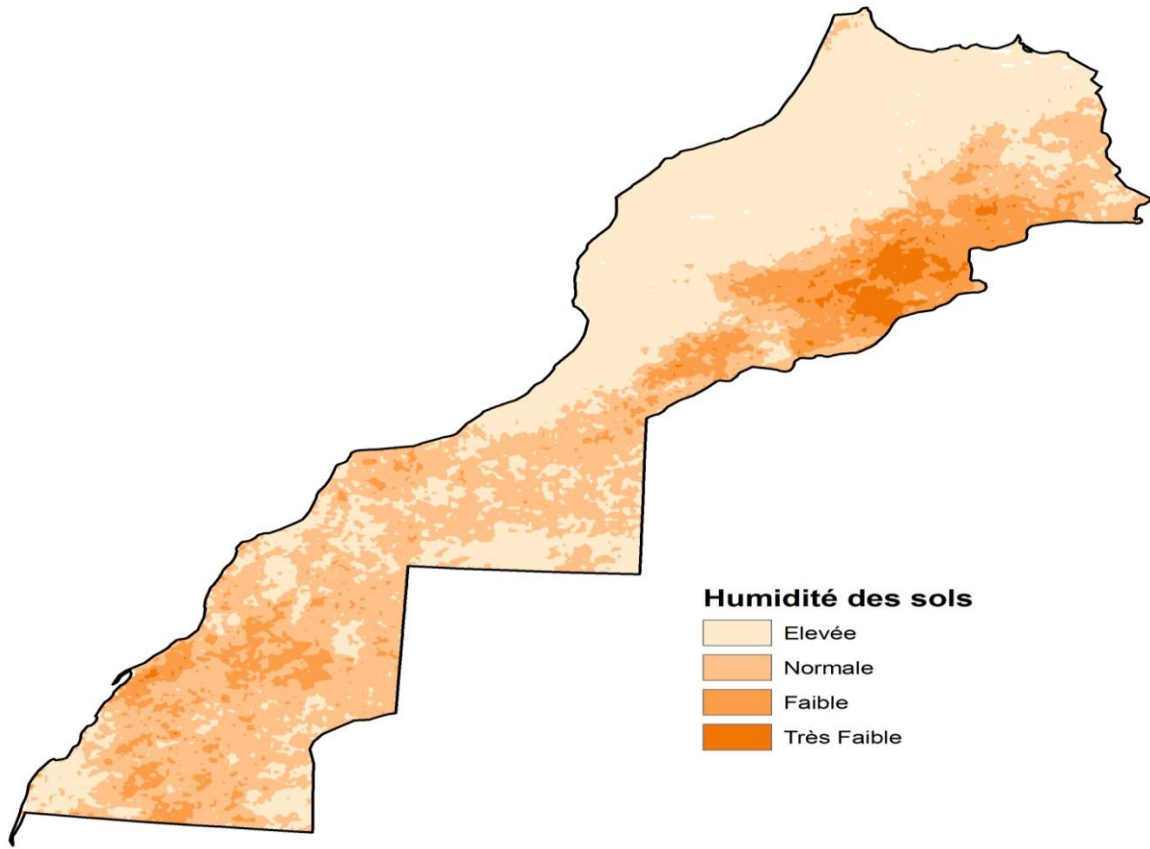 Humidité des sols
Elevée
Normale
Faible
Très Faible